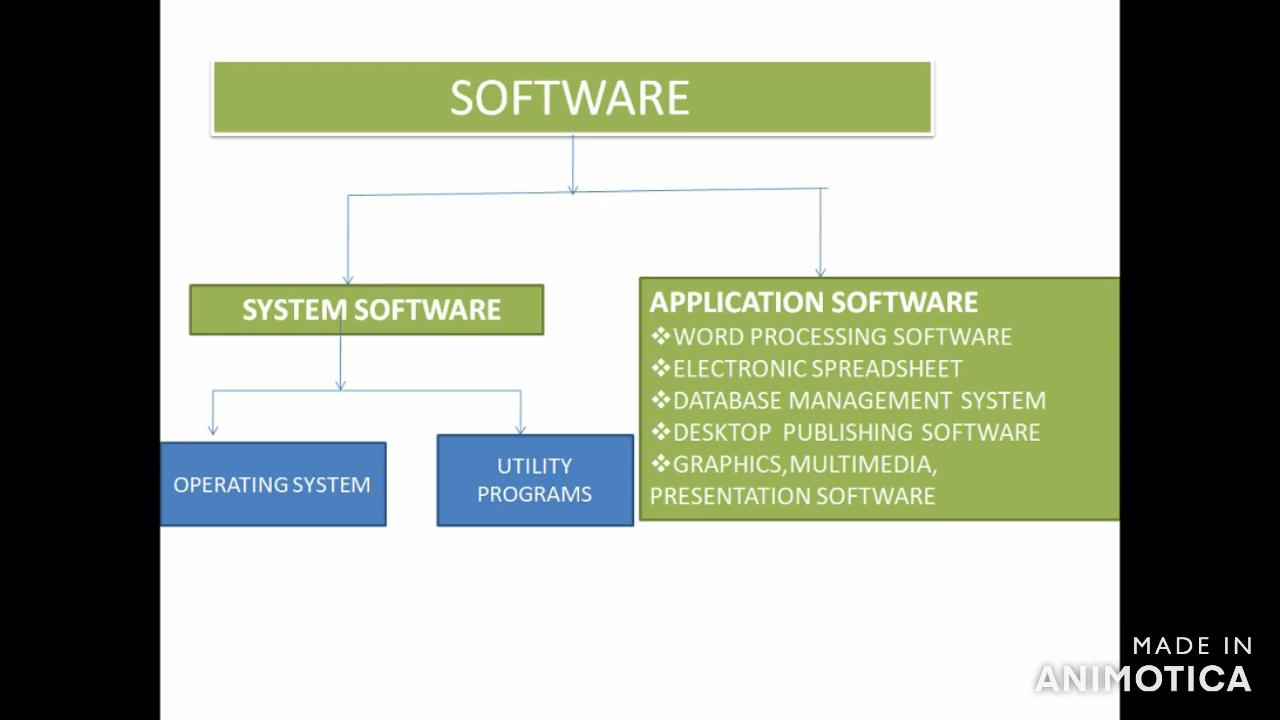 SOFTWARE
SYSTEM SOFTWARE
OPERATING SYSTEM
UTILITY
PROGRAMS
APPLICATION SOFTWARE
❖WORD PROCESSING SOFTWARE
❖ELECTRONIC SPREADSHEET
❖DATABASE MANAGEMENT SYSTEM
❖DESKTOP PUBLISHING SOFTWARE
❖GRAPHICS,MULTIMEDIA,
PRESENTATION SOFTWARE
MADE IN
ANIMOTICA